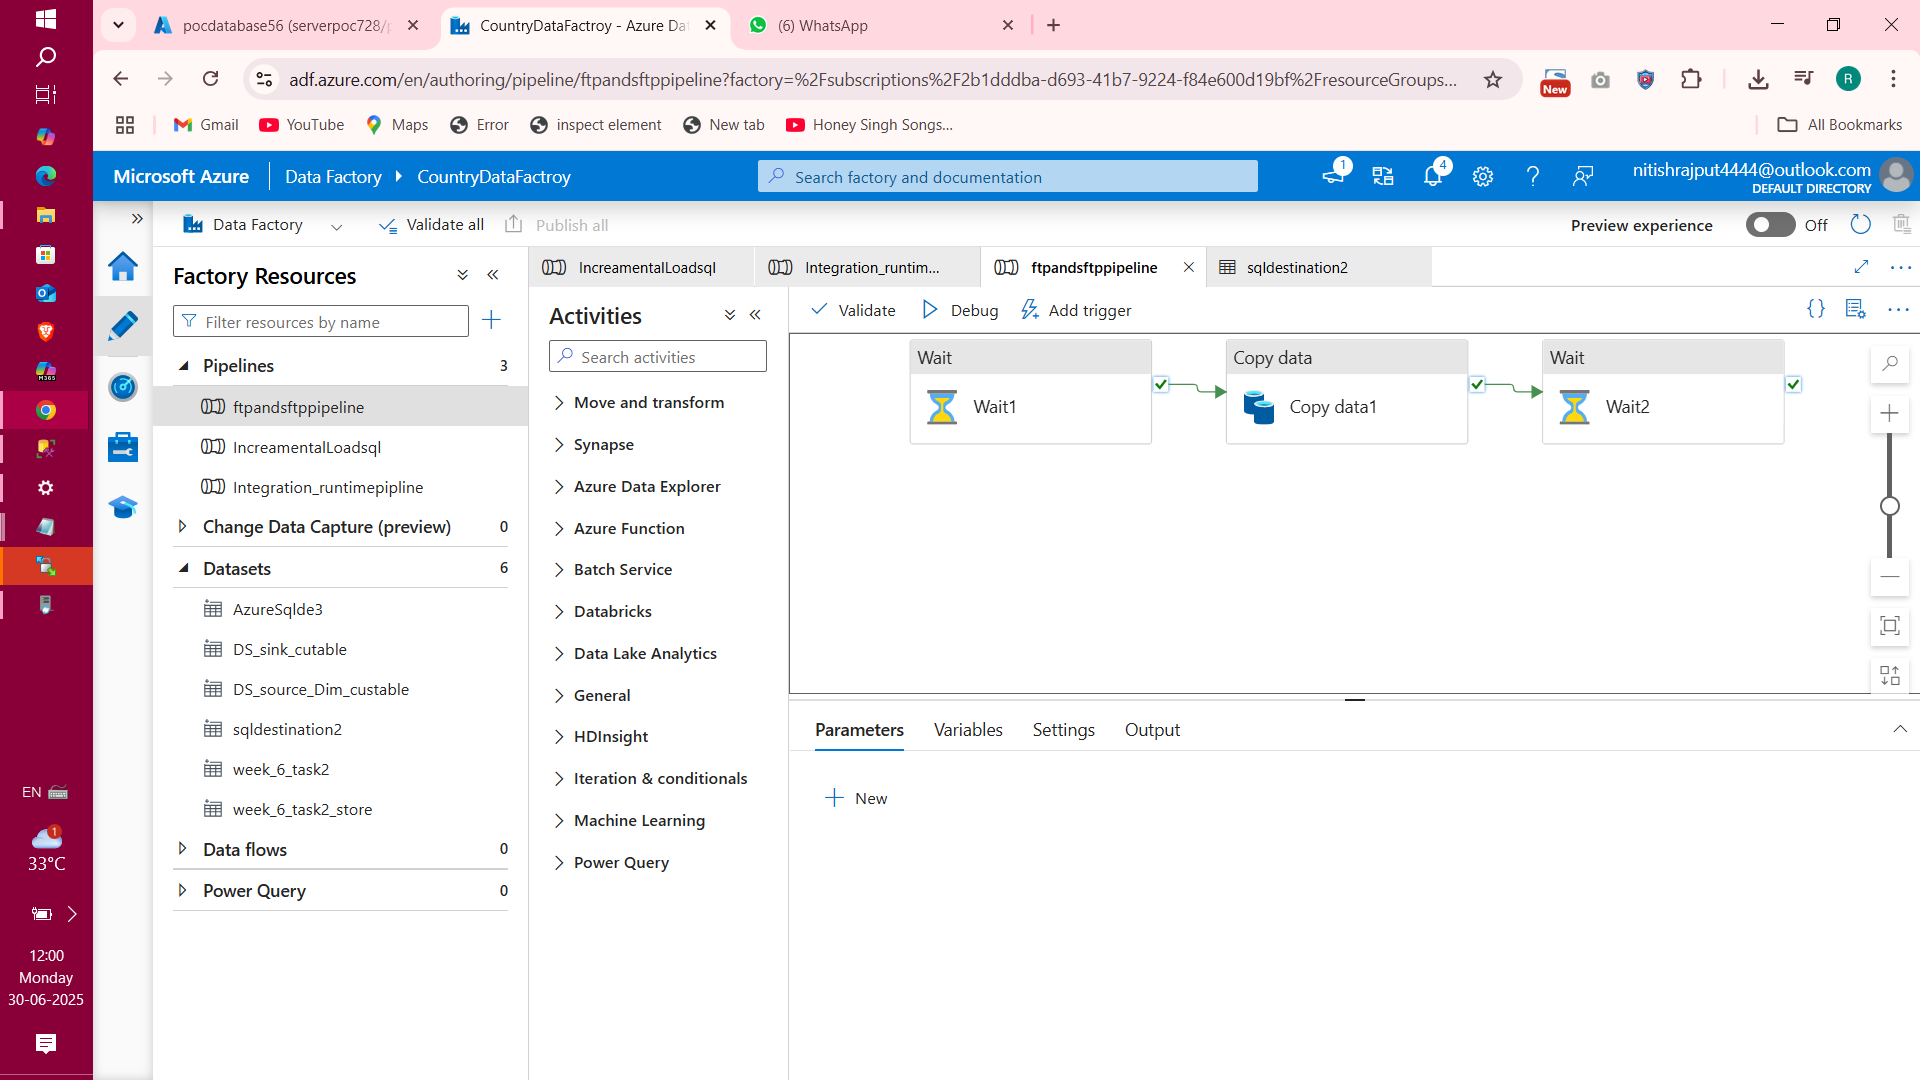 pocdatabase56 (serverpoc728/p
CountryDataFactroy - Azure Dat
(6) WhatsApp
adf.azure.com/en/authoring/pipeline/ftpandsftppipeline?factory=%2Fsubscriptions%2F2b1dddba-d693-41b7-9224-f84e600d19bf%2FresourceGroups...
New
R
Gmail
YouTube
Maps
Error
inspect element
New tab
Honey Singh Songs...
All Bookmarks
Microsoft Azure
Data Factory
CountryDataFactroy
Search factory and documentation
1
4
nitishrajput4444@outlook.com
DEFAULT DIRECTORY
Data Factory
Validate all
Publish all
Preview experience
Off
Factory Resources
Filter resources by name
Pipelines 3
ftpandsftppipeline
IncreamentalLoadsql
Integration_runtimepipline
Change Data Capture (preview) 0
Datasets 6
AzureSqlde3
DS_sink_cutable
DS_source_Dim_custable
sqldestination2
week_6_task2
week_6_task2_store
Data flows 0
Power Query 0
IncreamentalLoadsql
Integration_runtim...
ftpandsftppipeline
sqldestination2
Activities
Search activities
Move and transform
Synapse
Azure Data Explorer
Azure Function
Batch Service
Databricks
Data Lake Analytics
General
HDInsight
Iteration & conditionals
Machine Learning
Power Query
Validate
Debug
Add trigger
Wait
Wait1
Copy data
Copy data1
Wait
Wait2
Parameters
Variables
Settings
Output
New
M365
EN
1
33°C
12:00
Monday
30-06-2025